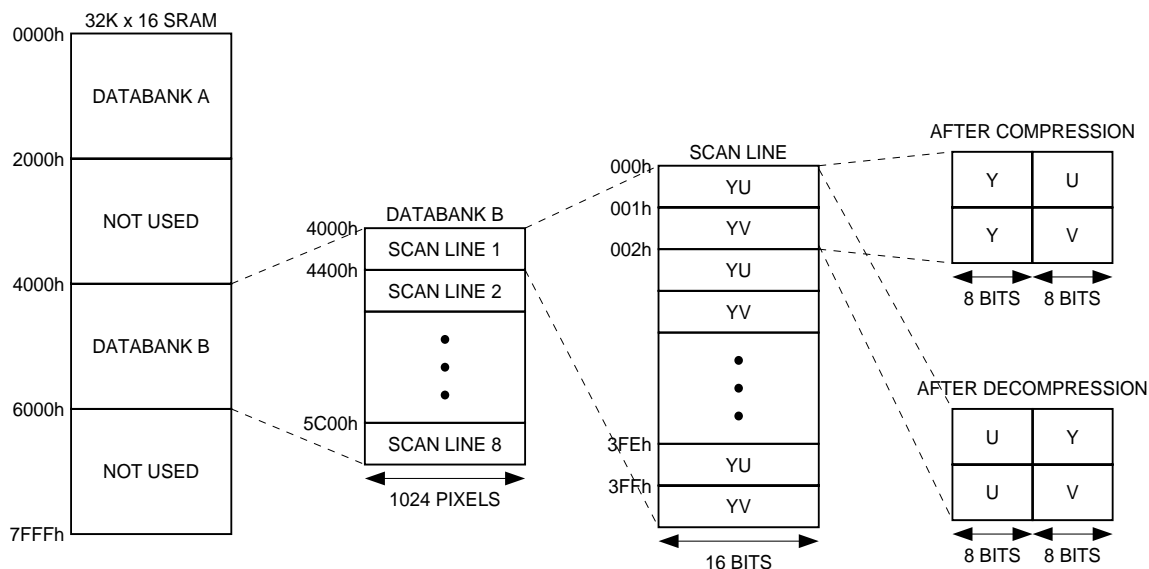 32K x 16 SRAM
0000h
DATABANK A
2000h
NOT USED
4000h
DATABANK B
6000h
NOT USED
7FFFh
DATABANK B
4000h
SCAN LINE 1
4400h
SCAN LINE 2
5C00h
SCAN LINE 8
1024 PIXELS
SCAN LINE
000h
YU
001h
YV
002h
YU
YV
3FEh
YU
3FFh
YV
16 BITS
AFTER COMPRESSION
Y U
Y V
8 BITS 8 BITS
AFTER DECOMPRESSION
U Y
U V
8 BITS 8 BITS